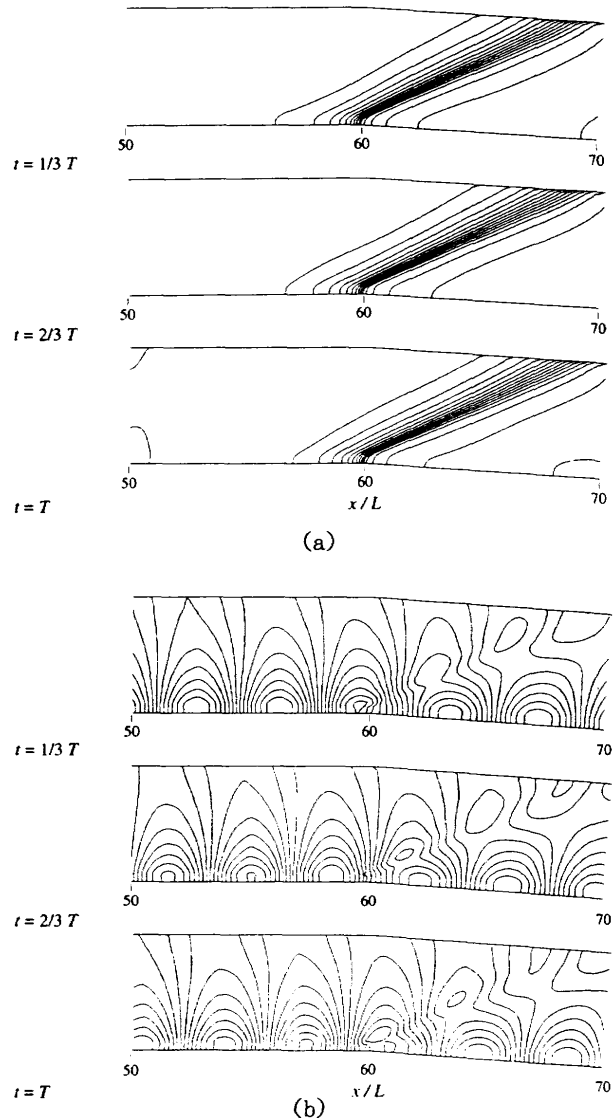 50 60 70
t = 1/3 T
50 60 70
t = 2/3 T
50 60 70
t = T x / L
(a)
50 60 70
t = 1/3 T
50 60 70
t = 2/3 T
50 60 70
t = T x / L
(b)